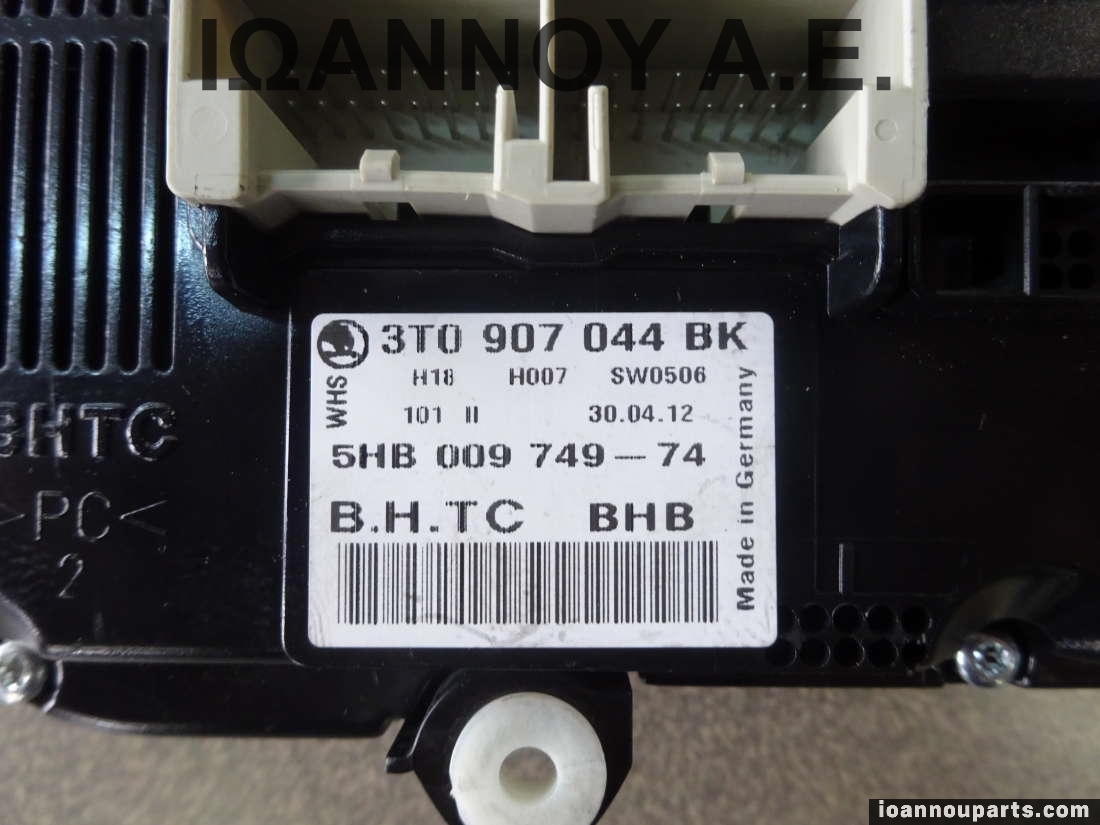 ΙΩΑΝΝΟΥ Α.Ε.
3T0 907 044 BK
H18 H007 SW0506
WHS
101 II 30.04.12
5HB 009 749-74
B.H.TC BHB
Made in Germany
BHTC
>PC<
2
ioannouparts.com